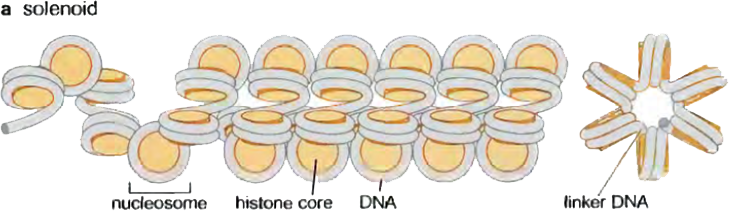 a solenoid
nucleosome histone core DNA linker DNA